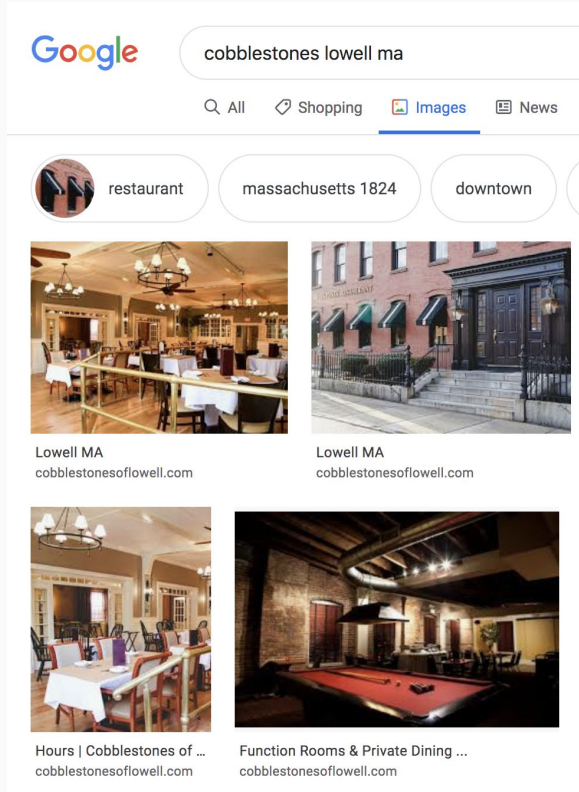 Google
cobblestones lowell ma
All Shopping Images News
restaurant massachusetts 1824 downtown
Lowell MA
cobblestonesoflowell.com
Lowell MA
cobblestonesoflowell.com
Hours | Cobblestones of ...
cobblestonesoflowell.com
Function Rooms & Private Dining ...
cobblestonesoflowell.com